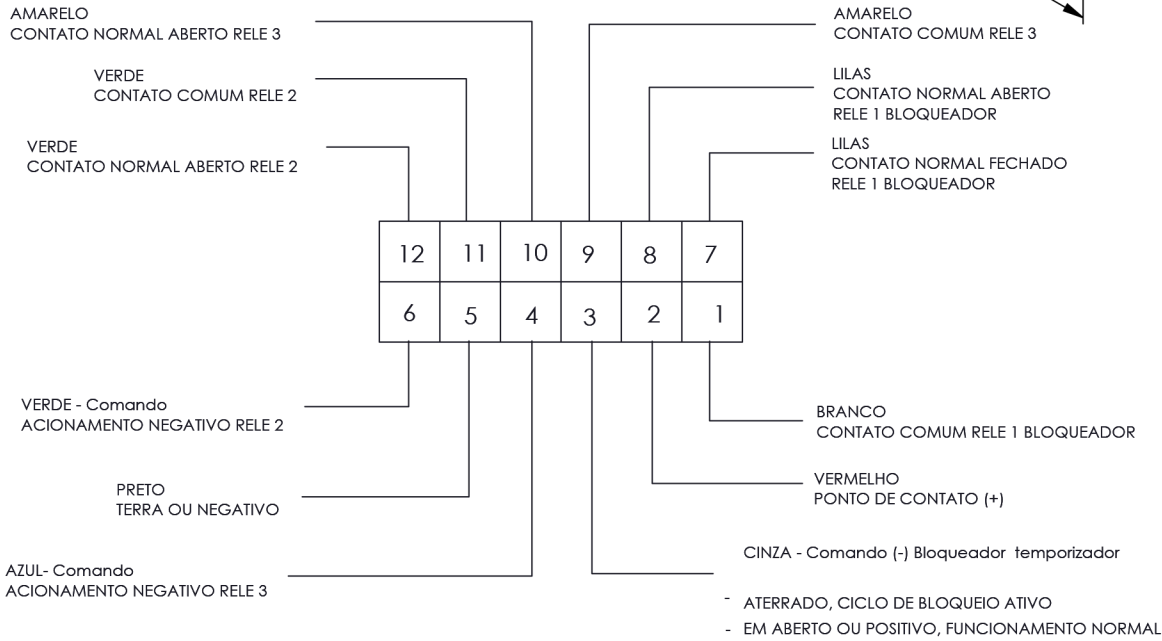 AMARELO
CONTATO NORMAL ABERTO RELE 3
AMARELO
CONTATO COMUM RELE 3
VERDE
CONTATO COMUM RELE 2
LILAS
CONTATO NORMAL ABERTO
RELE 1 BLOQUEADOR
VERDE
CONTATO NORMAL ABERTO RELE 2
LILAS
CONTATO NORMAL FECHADO
RELE 1 BLOQUEADOR
12 11 10 9 8 7
6 5 4 3 2 1
VERDE - Comando
ACIONAMENTO NEGATIVO RELE 2
BRANCO
CONTATO COMUM RELE 1 BLOQUEADOR
PRETO
TERRA OU NEGATIVO
VERMELHO
PONTO DE CONTATO (+)
AZUL- Comando
ACIONAMENTO NEGATIVO RELE 3
CINZA - Comando (-) Bloqueador temporizador
- ATERRADO, CICLO DE BLOQUEIO ATIVO
- EM ABERTO OU POSITIVO, FUNCIONAMENTO NORMAL